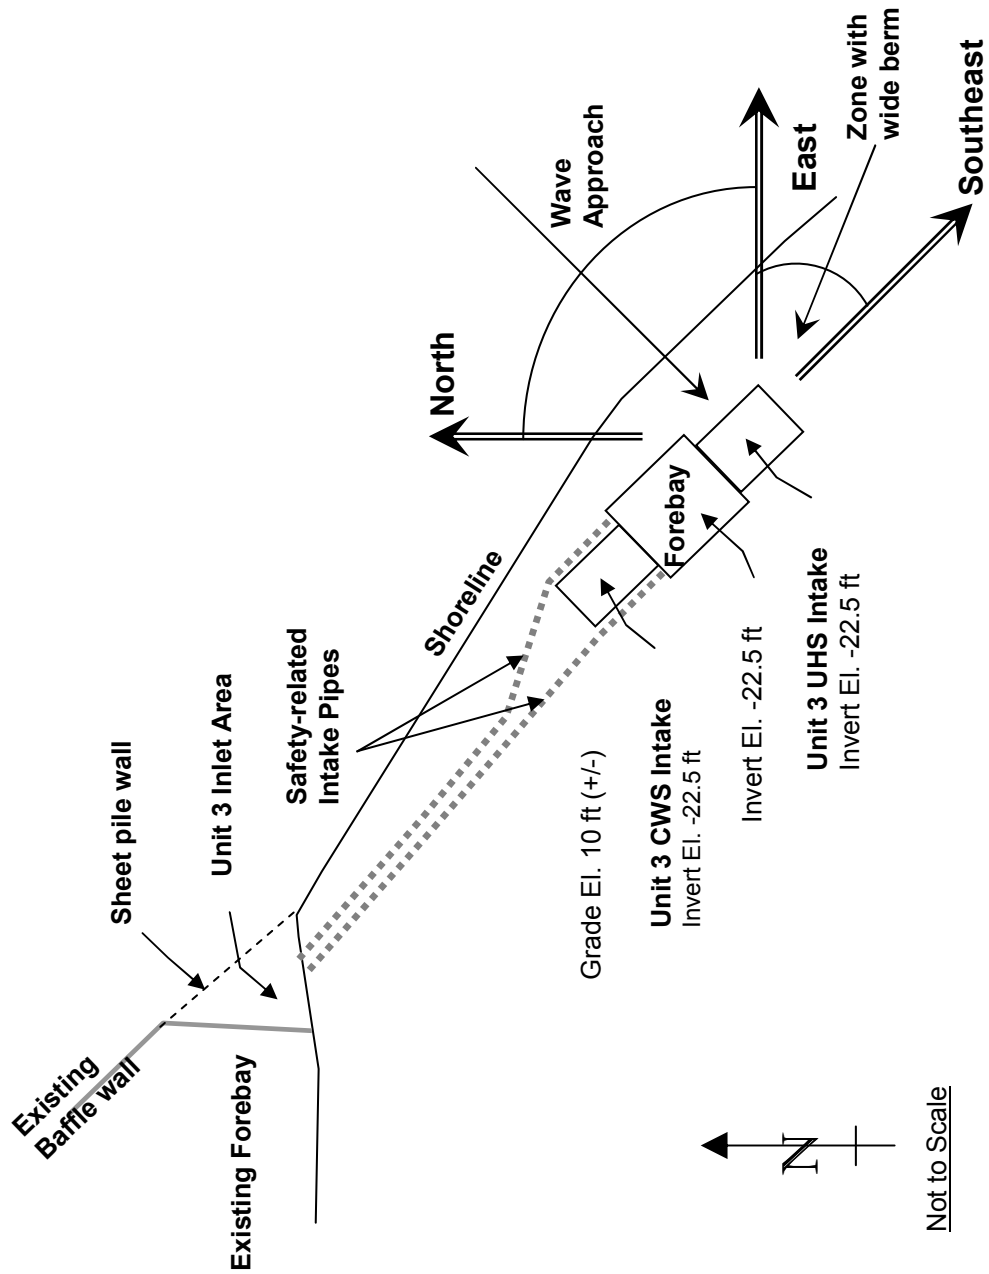 Existing
Baffle wall
Existing Forebay
Sheet pile wall
Unit 3 Inlet Area
Safety-related
Intake Pipes
Shoreline
North
Wave
Approach
East
Zone with
wide berm
Southeast
Forebay
Grade El. 10 ft (+/-)
Unit 3 CWS Intake
Invert El. -22.5 ft
Invert El. -22.5 ft
Unit 3 UHS Intake
Invert El. -22.5 ft
N
Not to Scale